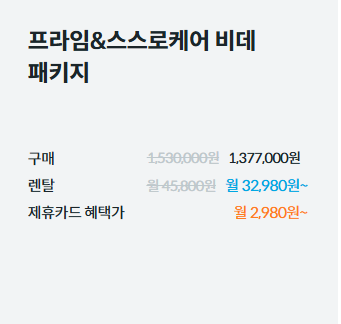 프라임&스스로케어 비데
패키지
구매 1,530,000원 1,377,000원
렌탈 월 45,800원 월 32,980원~
제휴카드 혜택가 월 2,980원~